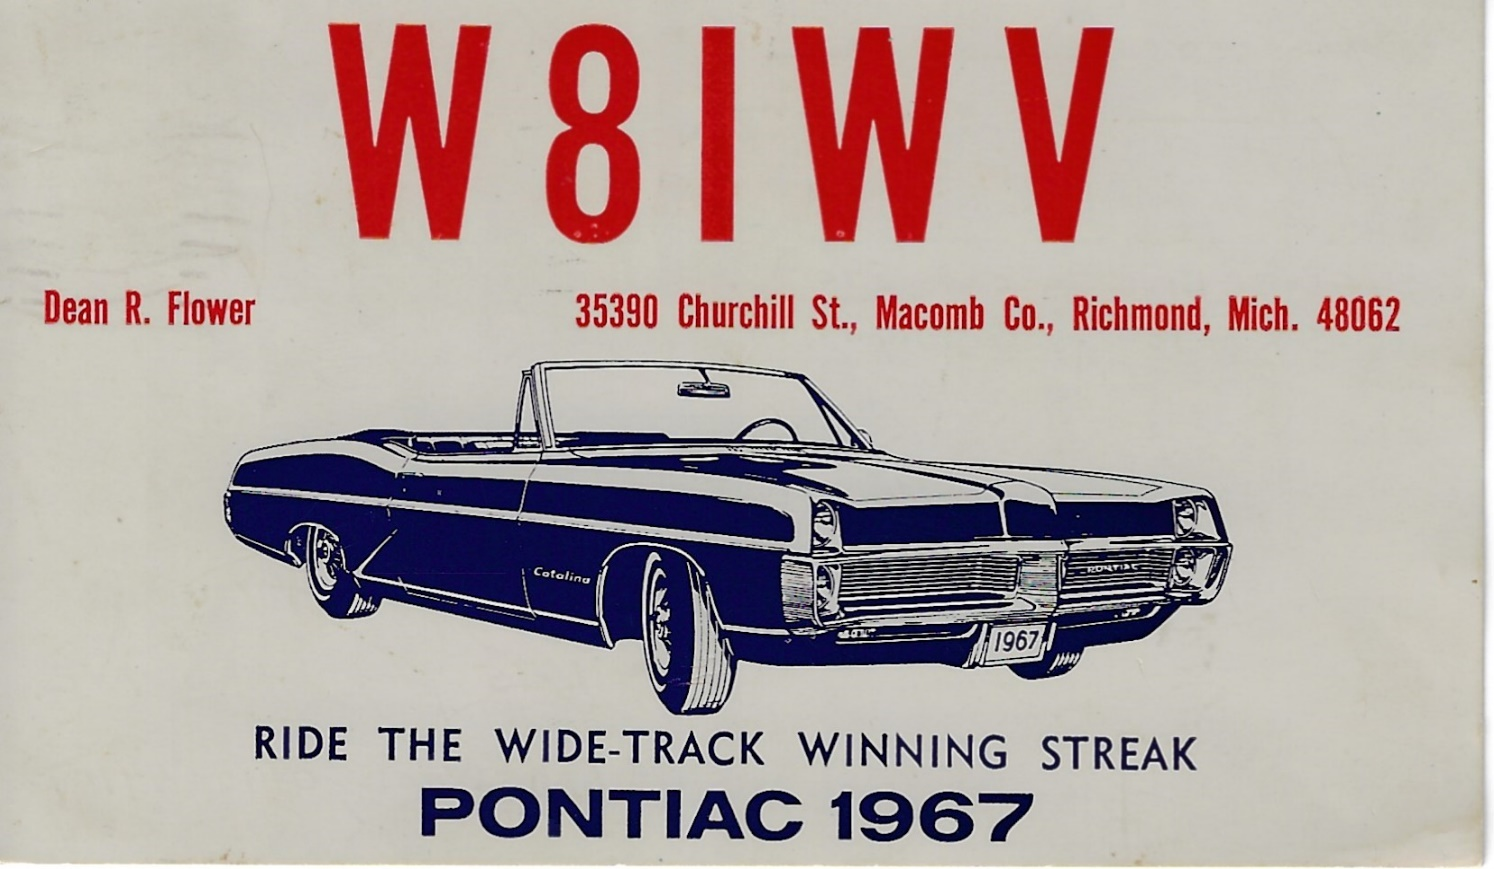 W8IWV
Dean R. Flower 35390 Churchill St., Macomb Co., Richmond, Mich. 48062
Catalina
PONTIAC
1967
RIDE THE WIDE-TRACK WINNING STREAK
PONTIAC 1967